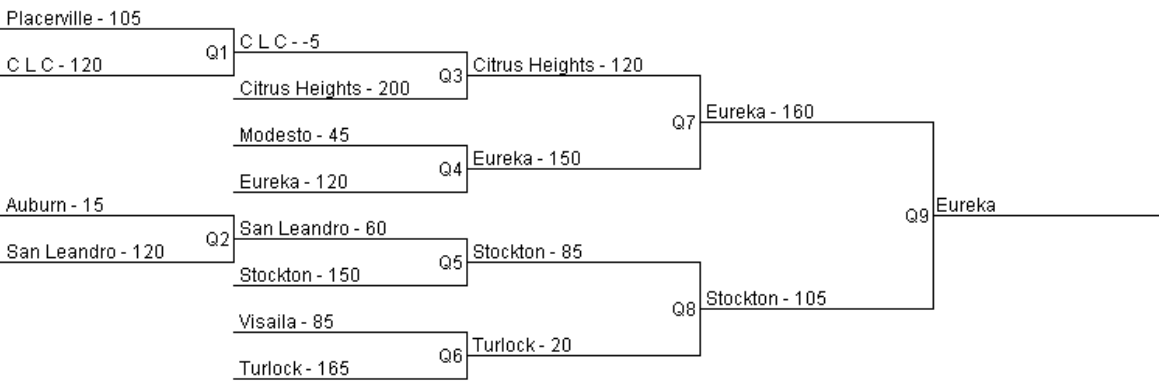 Placerville - 105
Q1
C L C - 120
C L C - -5
Q3
Citrus Heights - 200
Citrus Heights - 120
Q7
Modesto - 45
Q4
Eureka - 120
Eureka - 150
Eureka - 160
Q9
Eureka
Auburn - 15
Q2
San Leandro - 120
San Leandro - 60
Q5
Stockton - 150
Stockton - 85
Q8
Stockton - 105
Visaila - 85
Q6
Turlock - 165
Turlock - 20